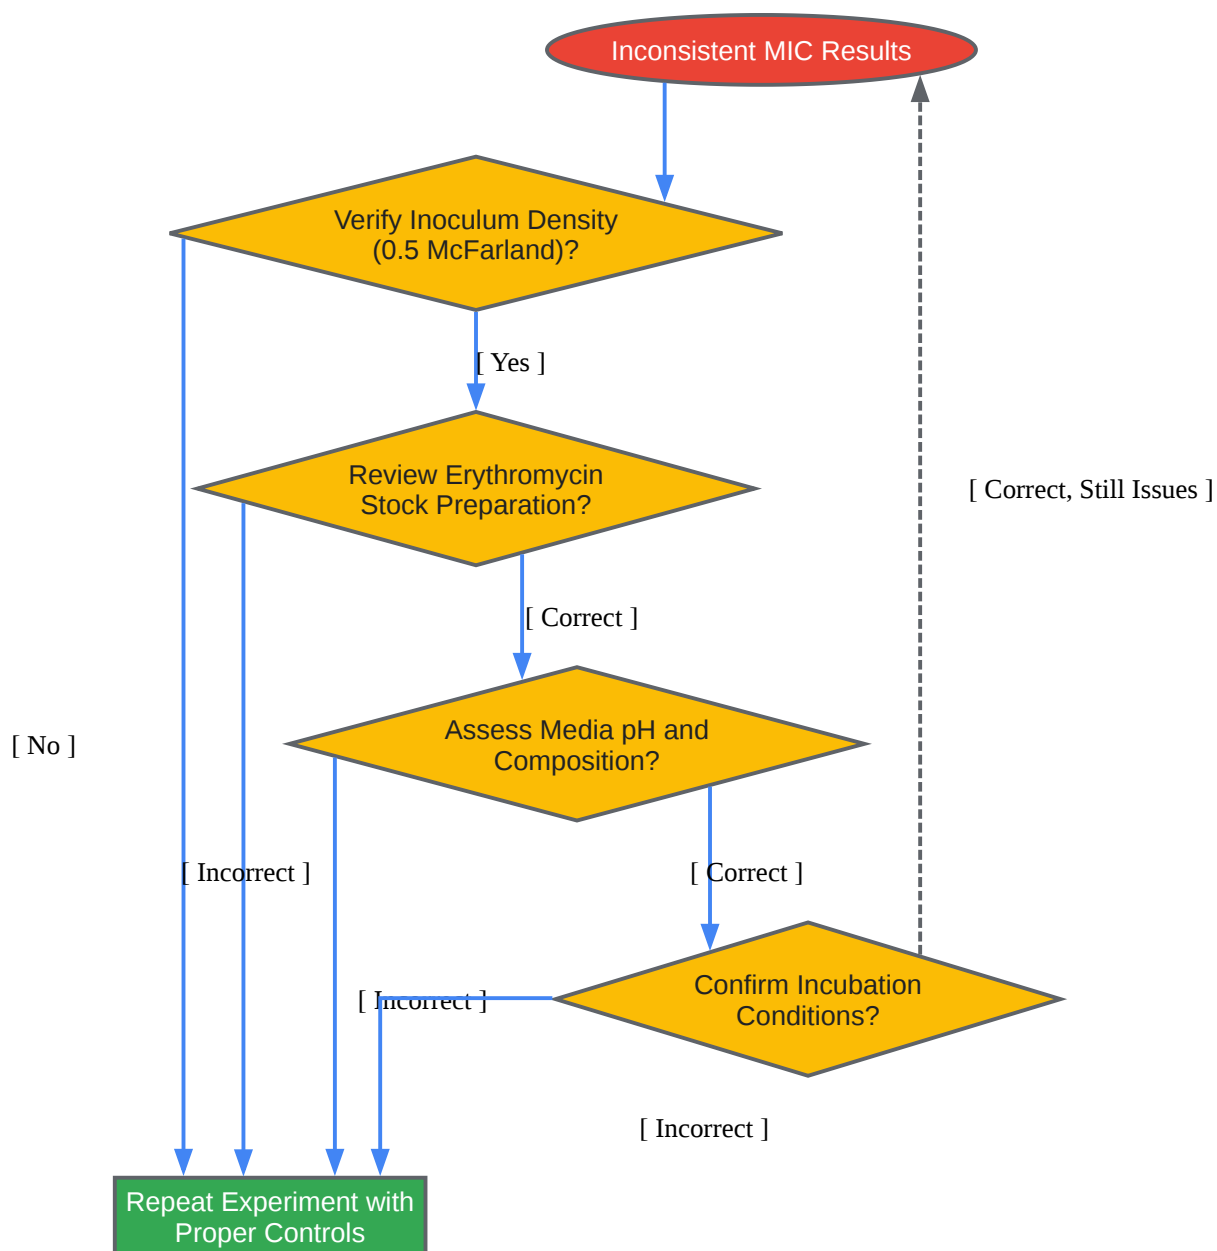 Inconsistent MIC Results
Verify Inoculum Density
(0.5 McFarland)?
[ Yes ]
Review Erythromycin
Stock Preparation?
[ Correct, Still Issues ]
[ Correct ]
Assess Media pH and
Composition?
[ No ]
[ Incorrect ]
[ Correct ]
Confirm Incubation
Conditions?
[ Incorrect ]
[ Incorrect ]
Repeat Experiment with
Proper Controls